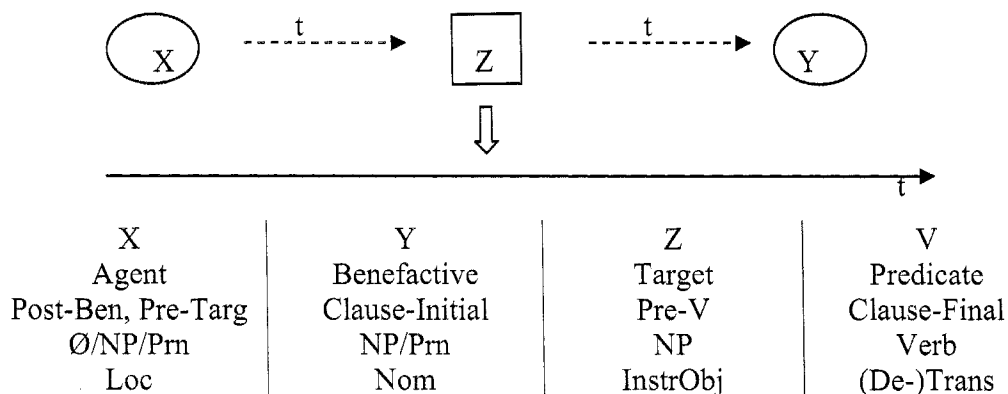 t t
X Z Y
t
X Y Z V
Agent Benefactive Target Predicate
Post-Ben, Pre-Targ Clause-Initial Pre-V Clause-Final
Ø/NP/Prn NP/Prn NP Verb
Loc Nom InstrObj (De-)Trans